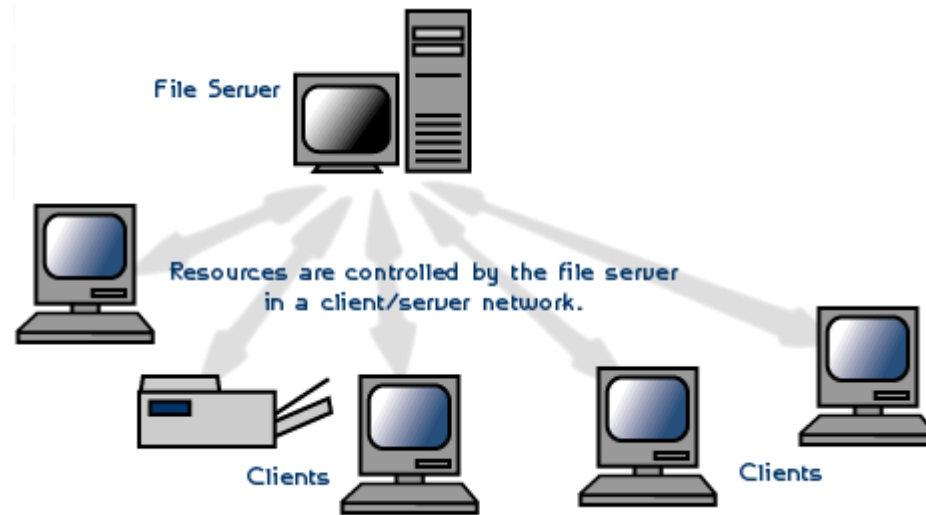 File Server
Resources are controlled by the file server
in a client/server network.
Clients
Clients